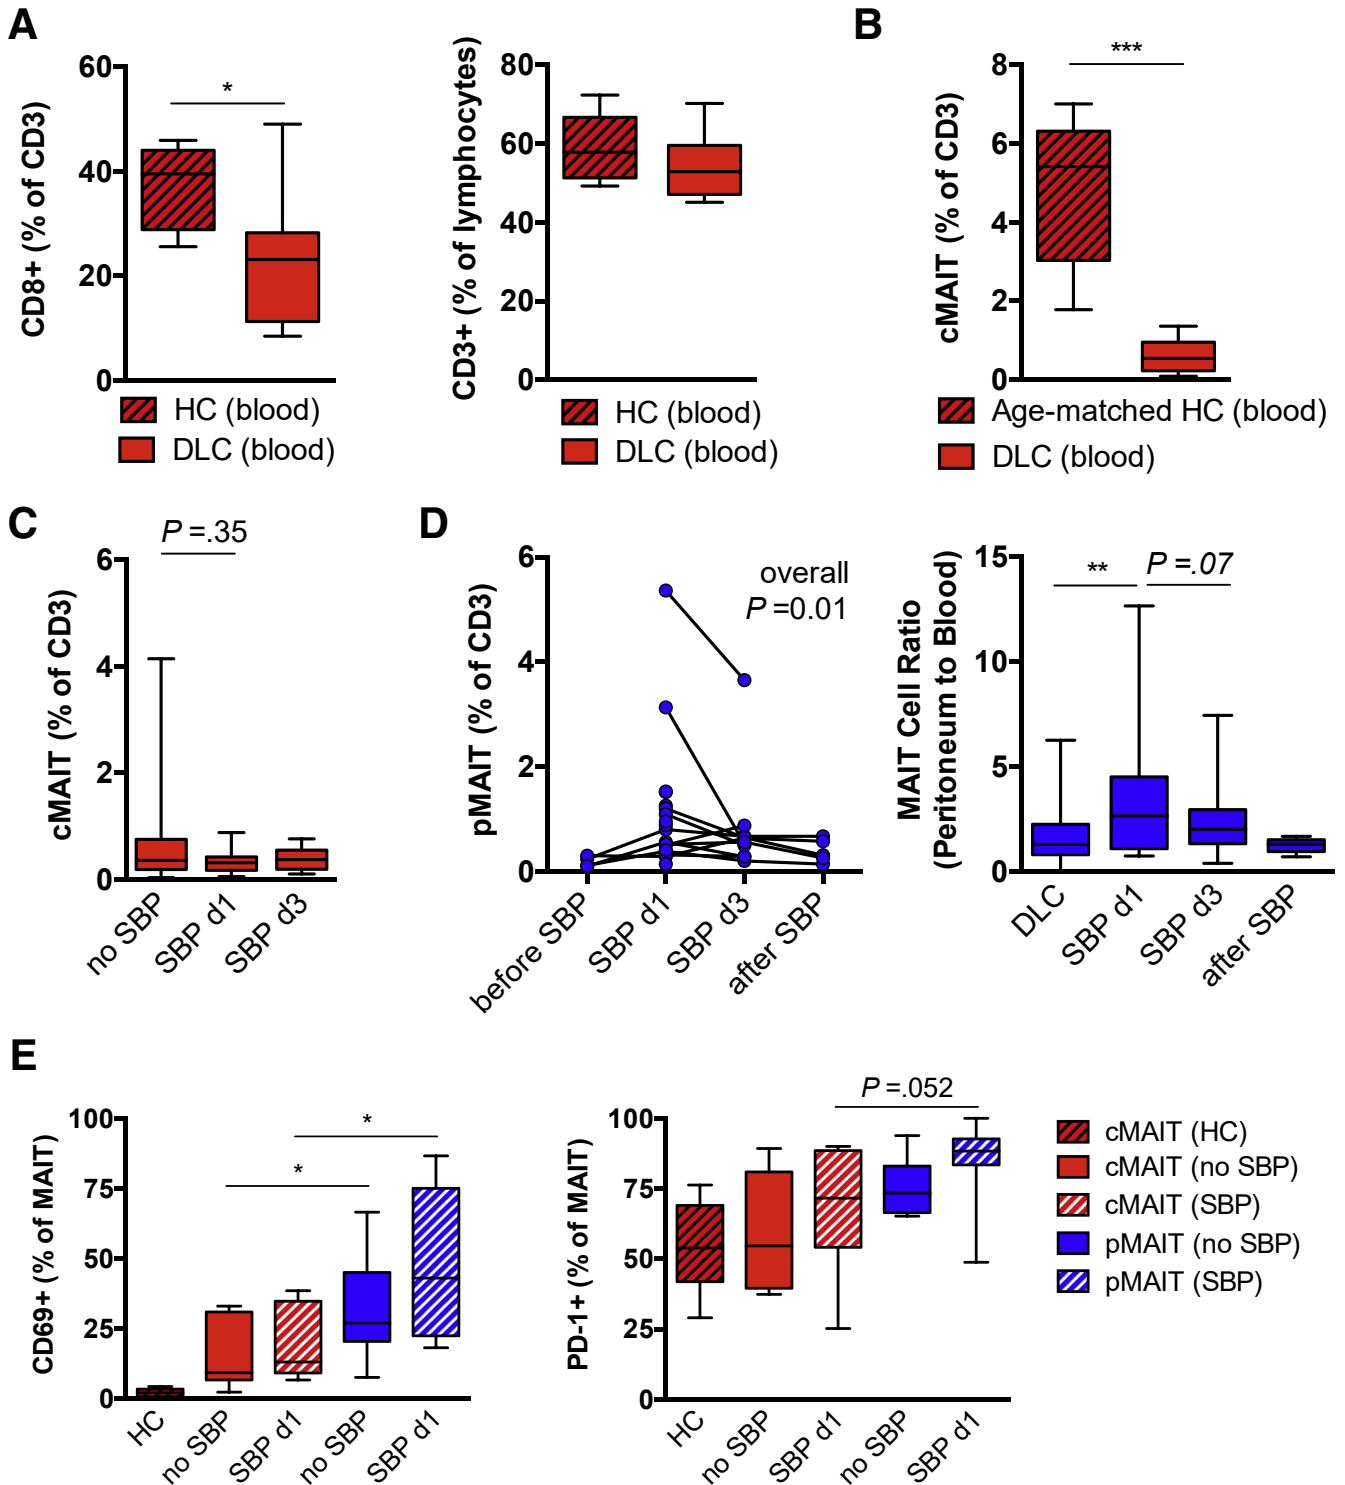 A
CD8+ (% of CD3)
60
40
20
0
*
HC (blood)
DLC (blood)
CD3+ (% of lymphocytes)
80
60
40
20
0
HC (blood)
DLC (blood)
B
cMAIT (% of CD3)
8
6
4
2
0
***
Age-matched HC (blood)
DLC (blood)
C
cMAIT (% of CD3)
6
4
2
0
P =.35
no SBP
SBP d1
SBP d3
D
pMAIT (% of CD3)
6
4
2
0
overall
P =0.01
before SBP
SBP d1
SBP d3
after SBP
MAIT Cell Ratio
(Peritoneum to Blood)
15
10
5
0
**
P =.07
DLC
SBP d1
SBP d3
after SBP
E
CD69+ (% of MAIT)
100
75
50
25
0
*
*
HC
no SBP
SBP d1
no SBP
SBP d1
PD-1+ (% of MAIT)
100
75
50
25
0
P =.052
HC
no SBP
SBP d1
no SBP
SBP d1
cMAIT (HC)
cMAIT (no SBP)
cMAIT (SBP)
pMAIT (no SBP)
pMAIT (SBP)